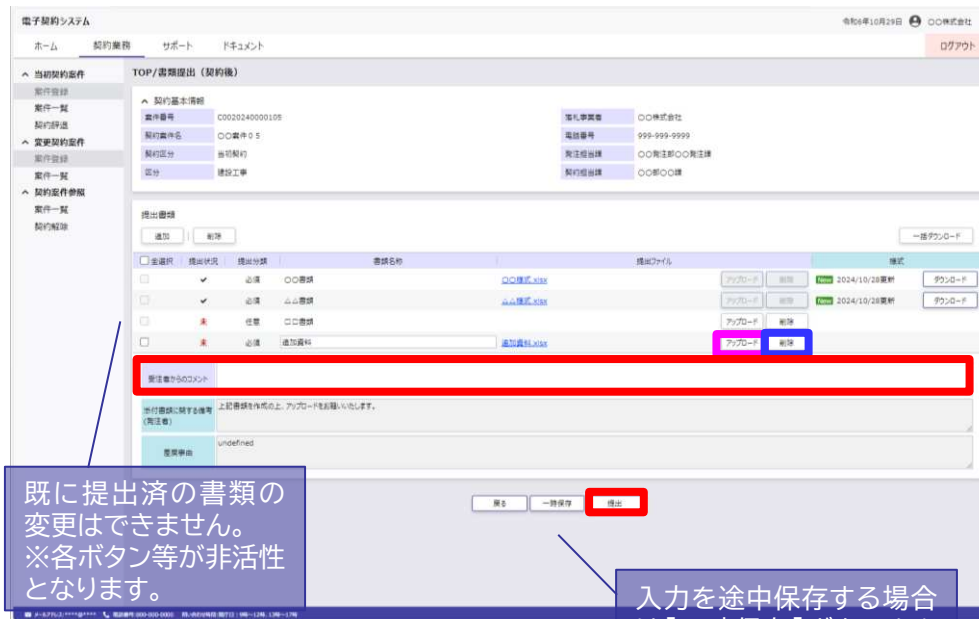 電子契約システム
令和6年10月29日 〇〇株式会社
ホーム 契約業務 サポート ドキュメント ログアウト
当初契約案件
案件登録
案件一覧
契約辞退
変更契約案件
案件登録
案件一覧
契約案件参照
案件一覧
契約解除
TOP/書類提出（契約後）
契約基本情報
案件番号 C0020240000105 落札事業者 〇〇株式会社
契約案件名 〇〇案件05 電話番号 999-999-9999
契約区分 当初契約 発注担当課 〇〇発注部〇〇発注課
区分 建設工事 契約担当課 〇〇部〇〇課
提出書類
追加 削除 一括ダウンロード
全選択 提出状況 提出分類 書類名称 提出ファイル 様式
✓ 必須 〇〇書類 〇〇様式.xlsx アップロード 削除 New 2024/10/28更新 ダウンロード
✓ 必須 △△書類 △△様式.xlsx アップロード 削除 New 2024/10/28更新 ダウンロード
未 任意 □□書類 アップロード 削除
未 必須 追加資料 追加資料.xlsx アップロード 削除
受注者からのコメント
添付書類に関する備考(発注者) 上記書類を作成の上、アップロードをお願いいたします。
差戻事由 undefined
戻る 一時保存 提出
既に提出済の書類の
変更はできません。
※各ボタン等が非活性
となります。
入力を途中保存する場合
メールアドレス:****@**** 電話番号:000-000-0000